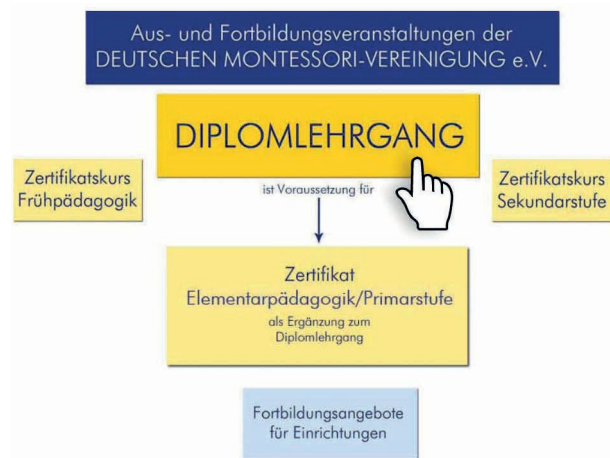 Aus- und Fortbildungsveranstaltungen der
DEUTSCHEN MONTESSORI-VEREINIGUNG e.V.
DIPLOMLEHRGANG
Zertifikatskurs
Frühpädagogik
ist Voraussetzung für
Zertifikatskurs
Sekundarstufe
Zertifikat
Elementarpädagogik/Primarstufe
als Ergänzung zum
Diplomlehrgang
Fortbildungsangebote
für Einrichtungen